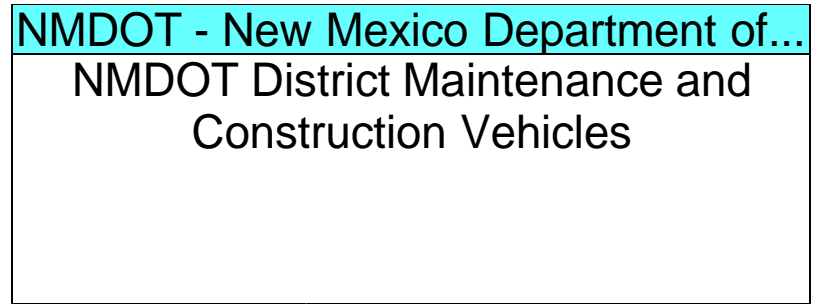 NMDOT - New Mexico Department of...
NMDOT District Maintenance and
Construction Vehicles